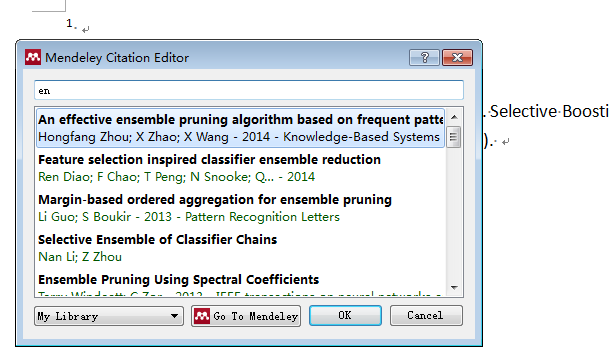 1.
Mendeley Citation Editor
en
. Selective Boosti
An effective ensemble pruning algorithm based on frequent patte
Hongfang Zhou; X Zhao; X Wang - 2014 - Knowledge-Based Systems
).
Feature selection inspired classifier ensemble reduction
Ren Diao; F Chao; T Peng; N Snooke; Q... - 2014
Margin-based ordered aggregation for ensemble pruning
Li Guo; S Boukir - 2013 - Pattern Recognition Letters
Selective Ensemble of Classifier Chains
Nan Li; Z Zhou
Ensemble Pruning Using Spectral Coefficients
My Library
Go To Mendeley
OK
Cancel